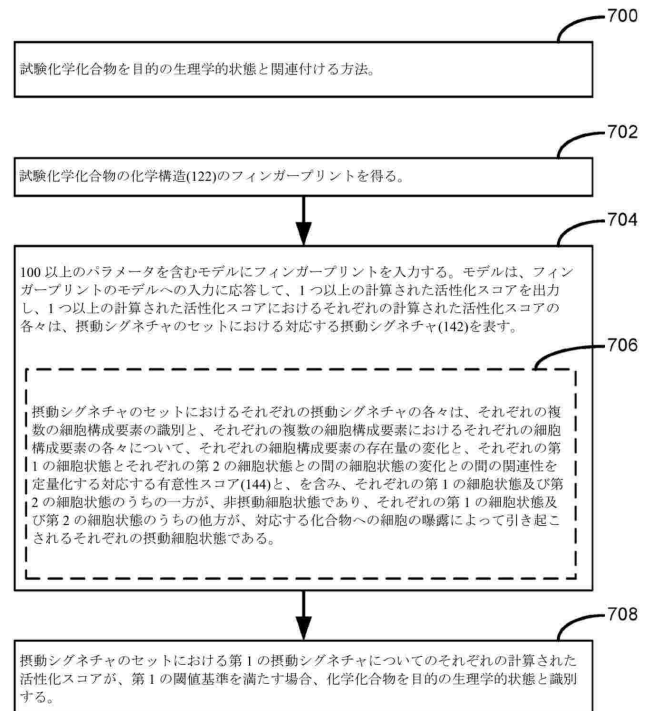 700
試験化学化合物を目的の生理学的状態と関連付ける方法。
702
試験化学化合物の化学構造(122)のフィンガープリントを得る。
704
100 以上のパラメータを含むモデルにフィンガープリントを入力する。モデルは、フィン
ガープリントのモデルへの入力に応答して、1 つ以上の計算された活性化スコアを出力
し、1 つ以上の計算された活性化スコアにおけるそれぞれの計算された活性化スコアの
各々は、摂動シグネチャのセットにおける対応する摂動シグネチャ(142)を表す。
706
摂動シグネチャのセットにおけるそれぞれの摂動シグネチャの各々は、それぞれの複
数の細胞構成要素の識別と、それぞれの複数の細胞構成要素におけるそれぞれの細胞
構成要素の各々について、それぞれの細胞構成要素の存在量の変化と、それぞれの第
1 の細胞状態とそれぞれの第 2 の細胞状態との間の細胞状態の変化との間の関連性を
定量化する対応する有意性スコア(144)と、を含み、それぞれの第 1 の細胞状態及び第
2 の細胞状態のうちの一方が、非摂動細胞状態であり、それぞれの第 1 の細胞状態及
び第 2 の細胞状態のうちの他方が、対応する化合物への細胞の曝露によって引き起こ
されるそれぞれの摂動細胞状態である。
708
摂動シグネチャのセットにおける第 1 の摂動シグネチャについてのそれぞれの計算された
活性化スコアが、第 1 の閾値基準を満たす場合、化学化合物を目的の生理学的状態と識別
する。